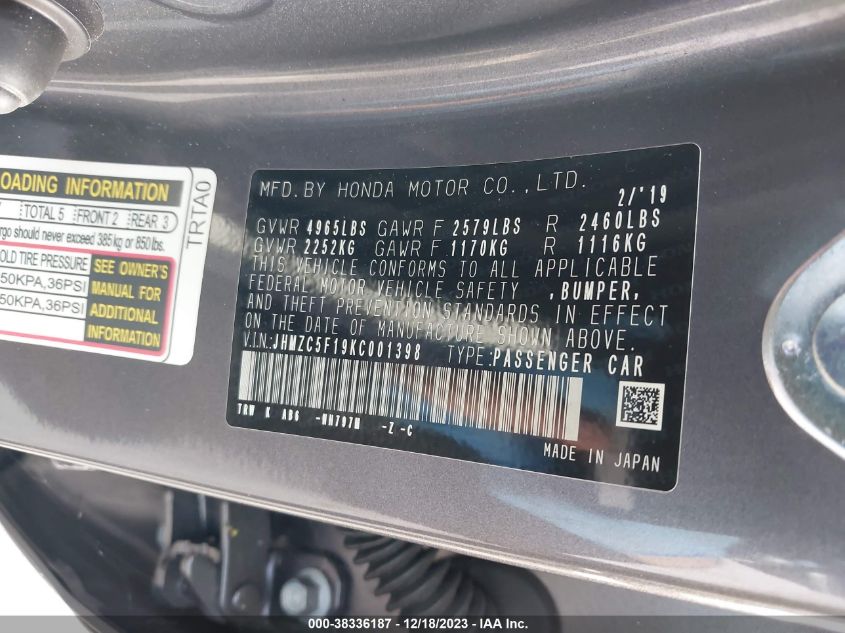 OADING INFORMATION
TOTAL 5 FRONT 2 REAR 3
rgo should never exceed 385 kg or 850 lbs.
OLD TIRE PRESSURE
50KPA,36PSI
50KPA,36PSI
SEE OWNER'S
MANUAL FOR
ADDITIONAL
INFORMATION
TRTA0
MFD.BY HONDA MOTOR CO.,LTD. 2/'19
GVWR 4965LBS GAWR F 2579LBS R 2460LBS
GVWR 2252KG GAWR F 1170KG R 1116KG
THIS VEHICLE CONFORMS TO ALL APPLICABLE
FEDERAL MOTOR VEHICLE SAFETY ,BUMPER,
AND THEFT PREVENTION STANDARDS IN EFFECT
ON THE DATE OF MANUFACTURE SHOWN ABOVE.
V.I.N:JHMZC5F19KC001398 TYPE:PASSENGER CAR
TRW K AB6 -NH797M -Z -C
MADE IN JAPAN
000-38336187 - 12/18/2023 - IAA Inc.